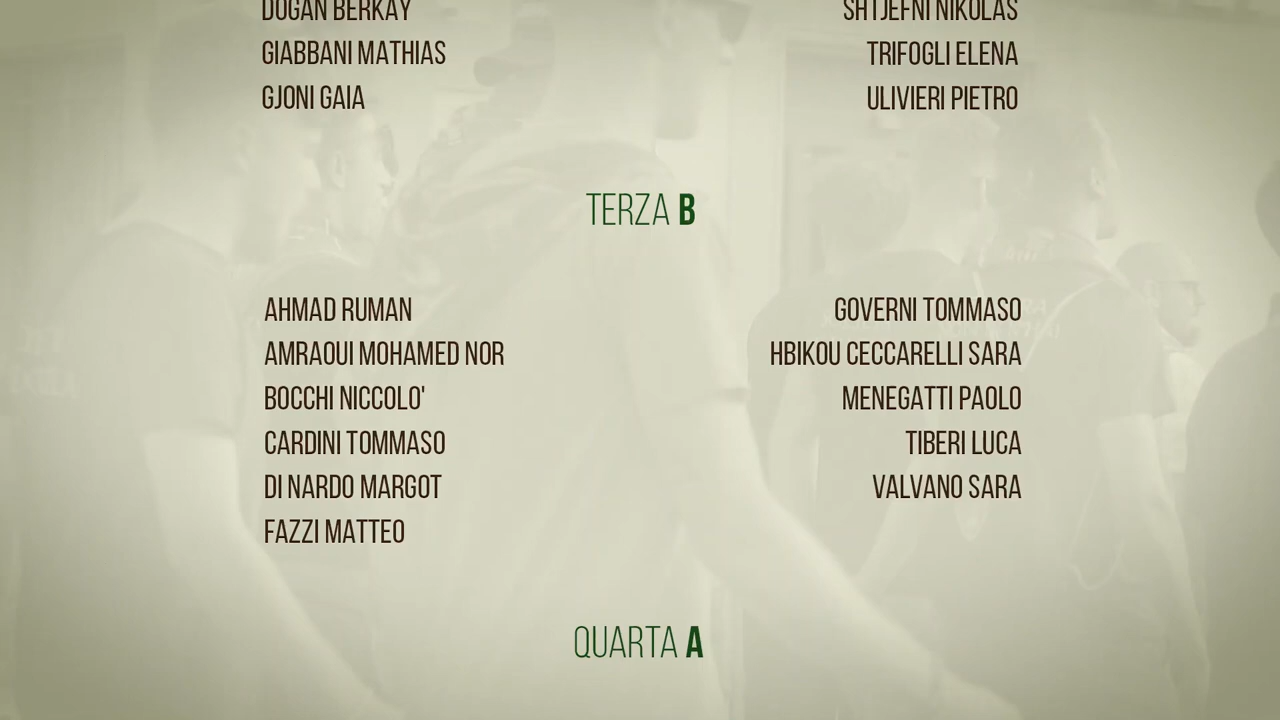 DOGAN BERKAY
GIABBANI MATHIAS
GJONI GAIA
SHTJEFNI NIKOLAS
TRIFOGLI ELENA
ULIVIERI PIETRO
TERZA B
AHMAD RUMAN
AMRAOUI MOHAMED NOR
BOCCHI NICCOLO'
CARDINI TOMMASO
DI NARDO MARGOT
FAZZI MATTEO
GOVERNI TOMMASO
HBIKOU CECCARELLI SARA
MENEGATTI PAOLO
TIBERI LUCA
VALVANO SARA
QUARTA A